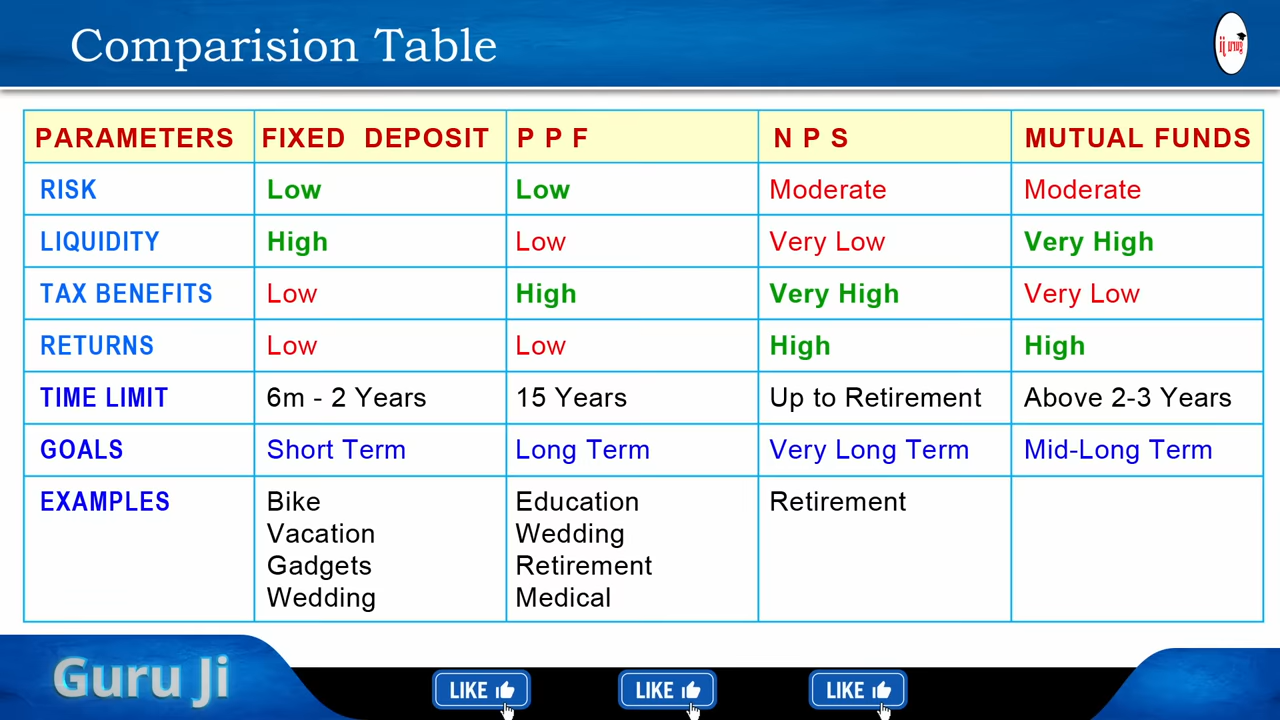 Comparision Table
PARAMETERS FIXED DEPOSIT P P F N P S MUTUAL FUNDS
RISK Low Low Moderate Moderate
LIQUIDITY High Low Very Low Very High
TAX BENEFITS Low High Very High Very Low
RETURNS Low Low High High
TIME LIMIT 6m - 2 Years 15 Years Up to Retirement Above 2-3 Years
GOALS Short Term Long Term Very Long Term Mid-Long Term
EXAMPLES Bike Education Retirement
Vacation Wedding
Gadgets Retirement
Wedding Medical
Guru Ji
LIKE LIKE LIKE